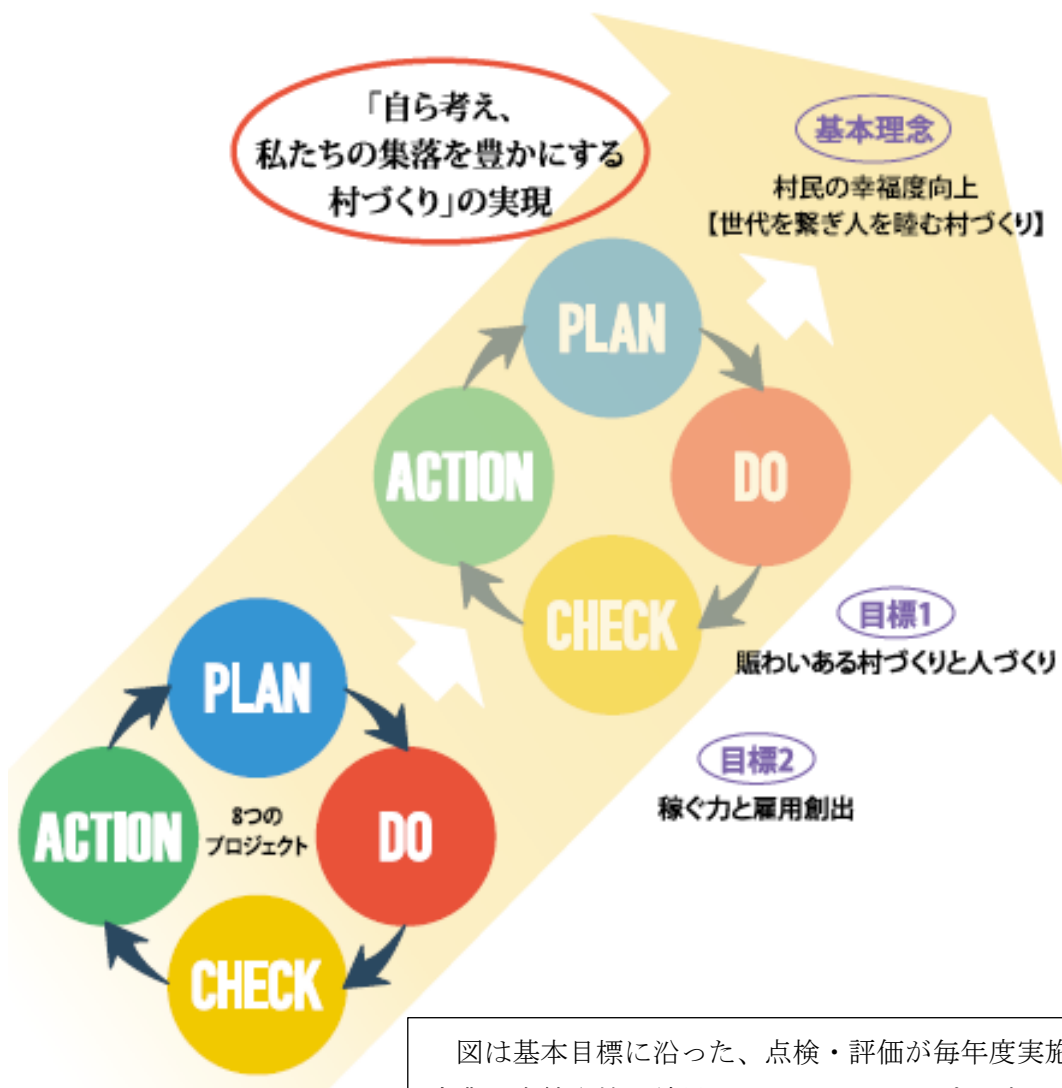 「自ら考え、
私たちの集落を豊かにする
村づくり」の実現
基本理念
村民の幸福度向上
【世代を繋ぎ人を睦む村づくり】
PLAN
ACTION
DO
CHECK
目標1
賑わいある村づくりと人づくり
目標2
稼ぐ力と雇用創出
PLAN
ACTION
8つの
プロジェクト
DO
CHECK
図は基本目標に沿った、点検・評価が毎年度実施